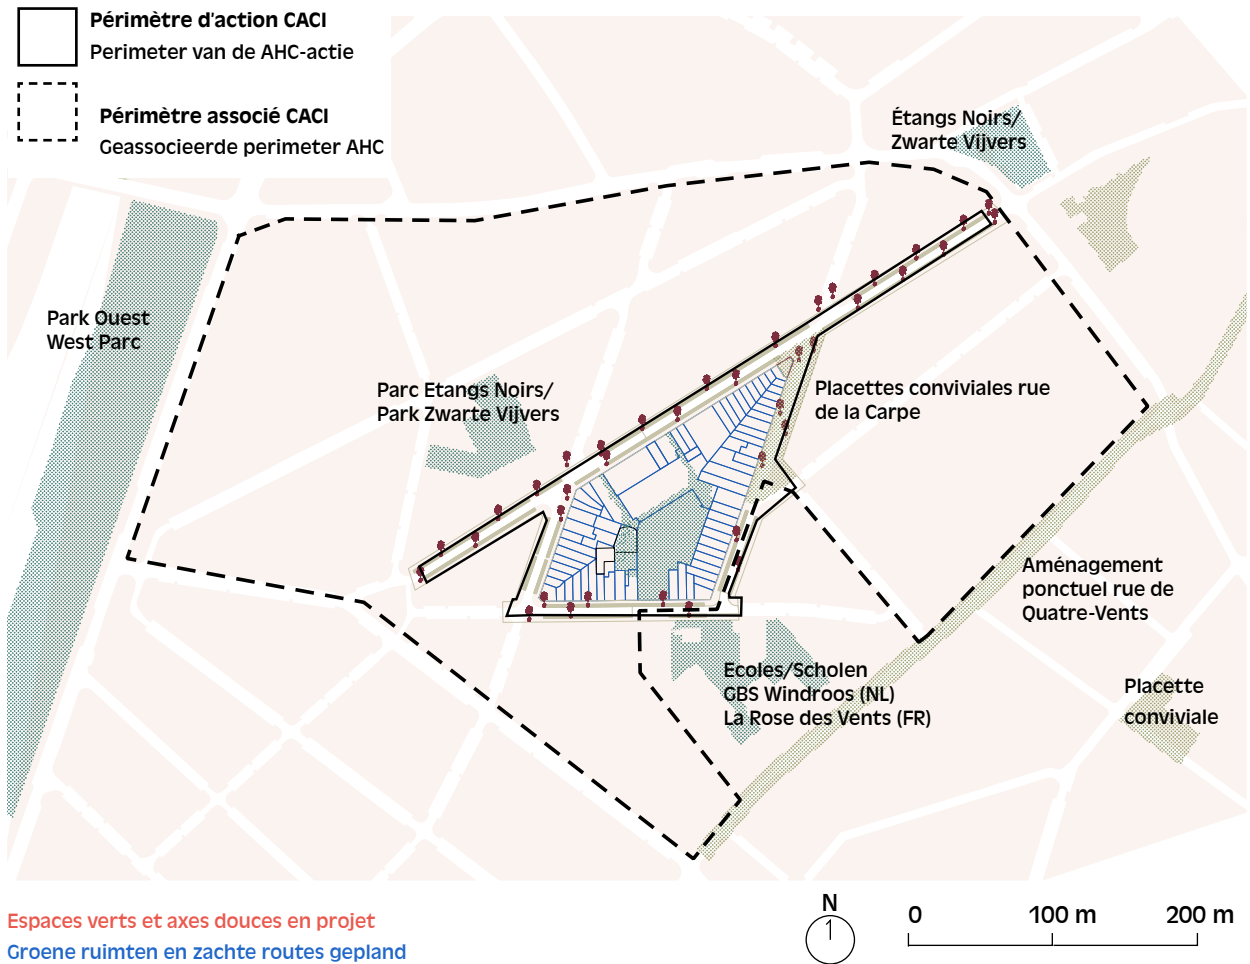 Périmètre d'action CACI
Perimeter van de AHC-actie
Périmètre associé CACI
Geassocieerde perimeter AHC
Étangs Noirs/
Zwarte Vijvers
Park Ouest
West Parc
Parc Etangs Noirs/
Park Zwarte Vijvers
Placettes conviviales rue
de la Carpe
Aménagement
ponctuel rue de
Quatre-Vents
Ecoles/Scholen
GBS Windroos (NL)
La Rose des Vents (FR)
Placette
conviviale
Espaces verts et axes douces en projet
Groene ruimten en zachte routes gepland
N
0 100 m 200 m